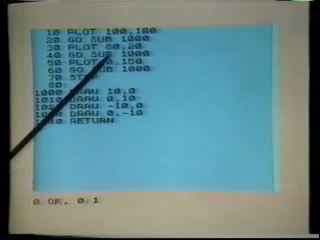 10 PLOT 100,100
20 GO SUB 1000
30 PLOT 60,20
40 GO SUB 1000
50 PLOT 0,150
60 GO SUB 1000
70 STOP
80
1000 DRAW 10,0
1010 DRAW 0,10
1020 DRAW -10,0
1030 DRAW 0,-10
1040 RETURN
0 OK, 0:1